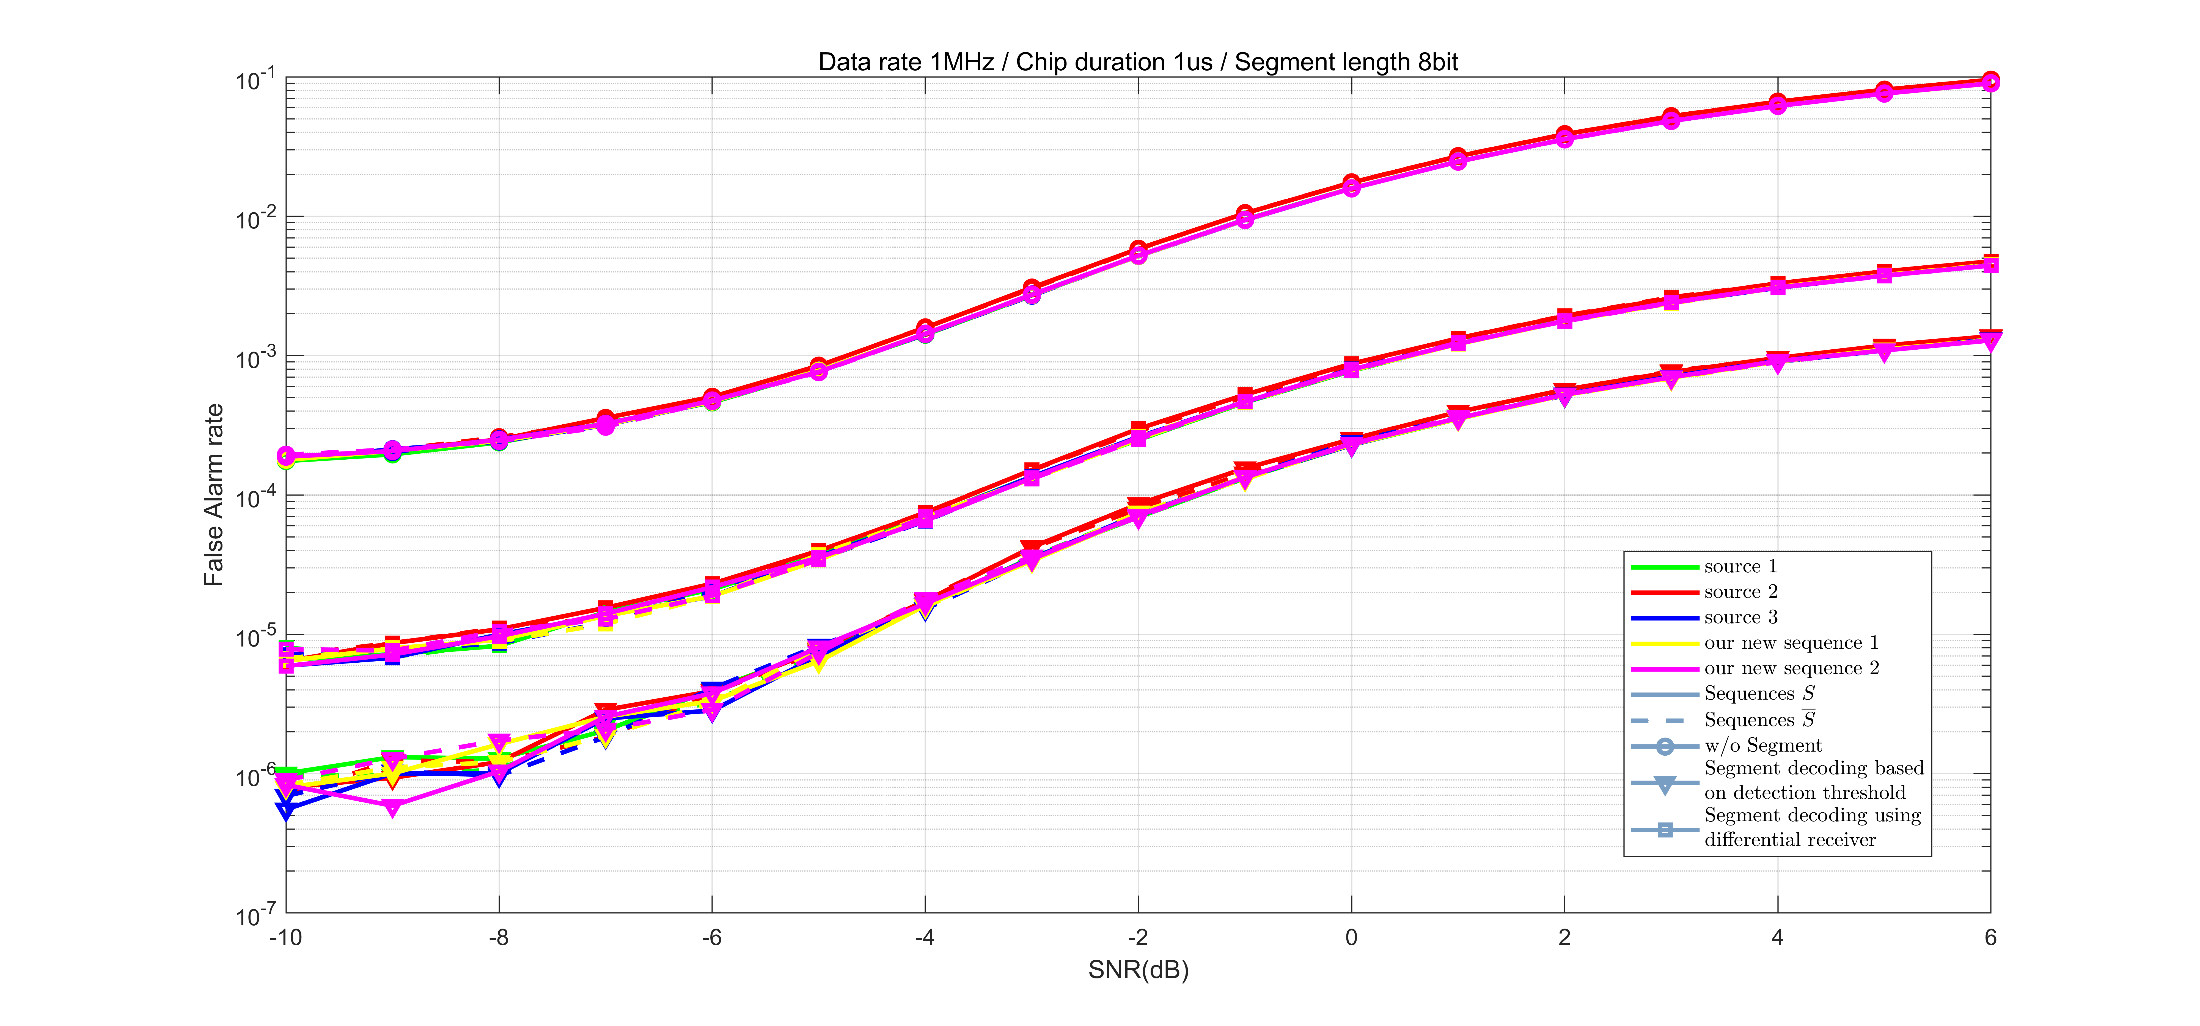 Data rate 1MHz / Chip duration 1us / Segment length 8bit
10^-1
10^-2
10^-3
10^-4
10^-5
10^-6
10^-7
False Alarm rate
source 1
source 2
source 3
our new sequence 1
our new sequence 2
Sequences S
Sequences S̅
w/o Segment
Segment decoding based
on detection threshold
Segment decoding using
differential receiver
-10 -8 -6 -4 -2 0 2 4 6
SNR(dB)